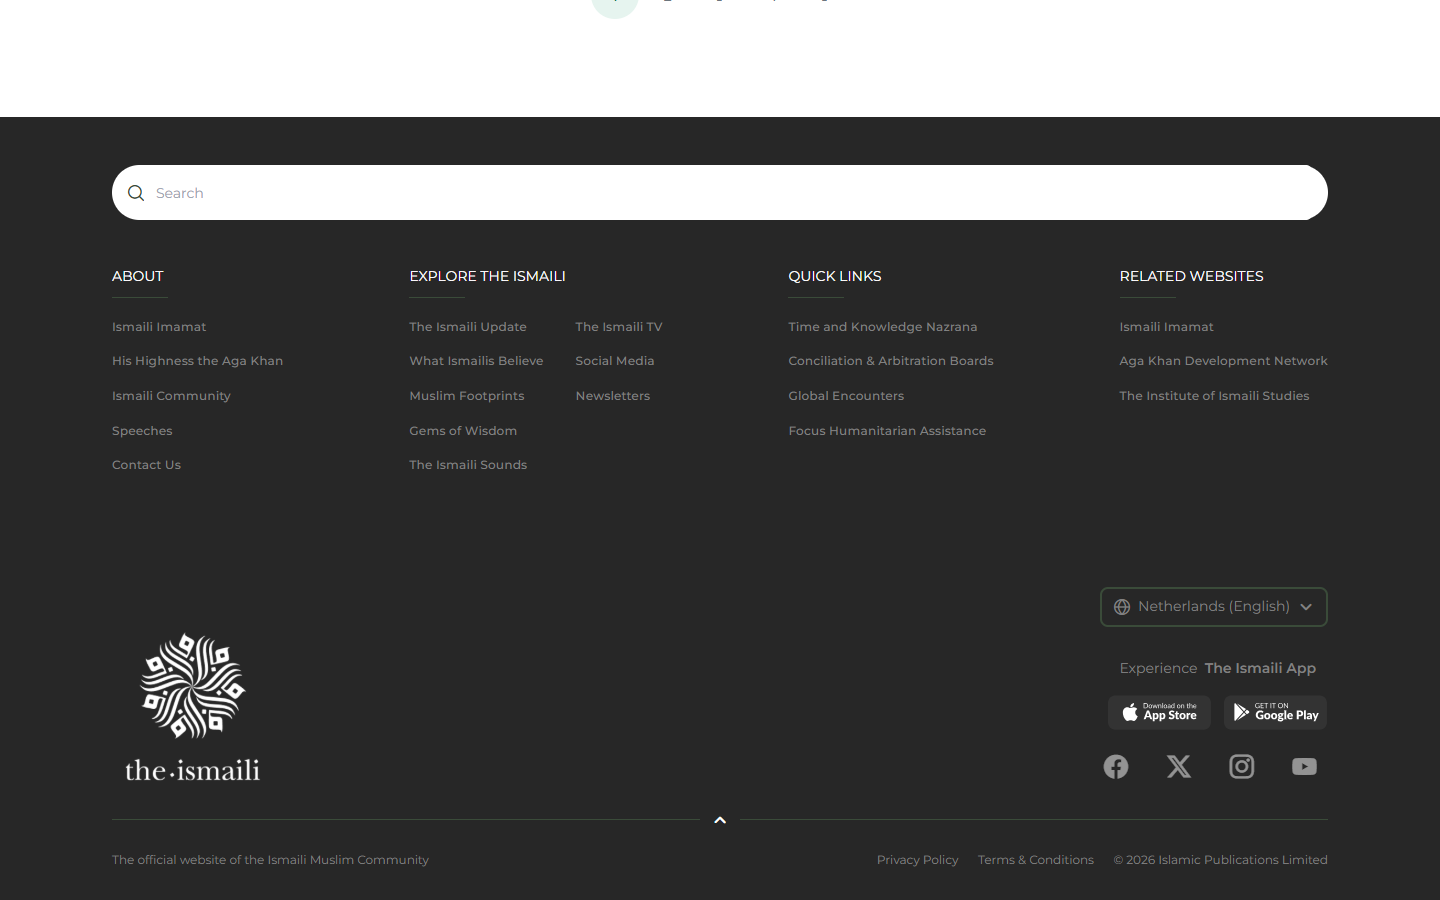 Search
ABOUT
Ismaili Imamat
His Highness the Aga Khan
Ismaili Community
Speeches
Contact Us
EXPLORE THE ISMAILI
The Ismaili Update
What Ismailis Believe
Muslim Footprints
Gems of Wisdom
The Ismaili Sounds
The Ismaili TV
Social Media
Newsletters
QUICK LINKS
Time and Knowledge Nazrana
Conciliation & Arbitration Boards
Global Encounters
Focus Humanitarian Assistance
RELATED WEBSITES
Ismaili Imamat
Aga Khan Development Network
The Institute of Ismaili Studies
the·ismaili
Netherlands (English)
Experience The Ismaili App
Download on the
App Store
GET IT ON
Google Play
The official website of the Ismaili Muslim Community
Privacy Policy
Terms & Conditions
© 2026 Islamic Publications Limited